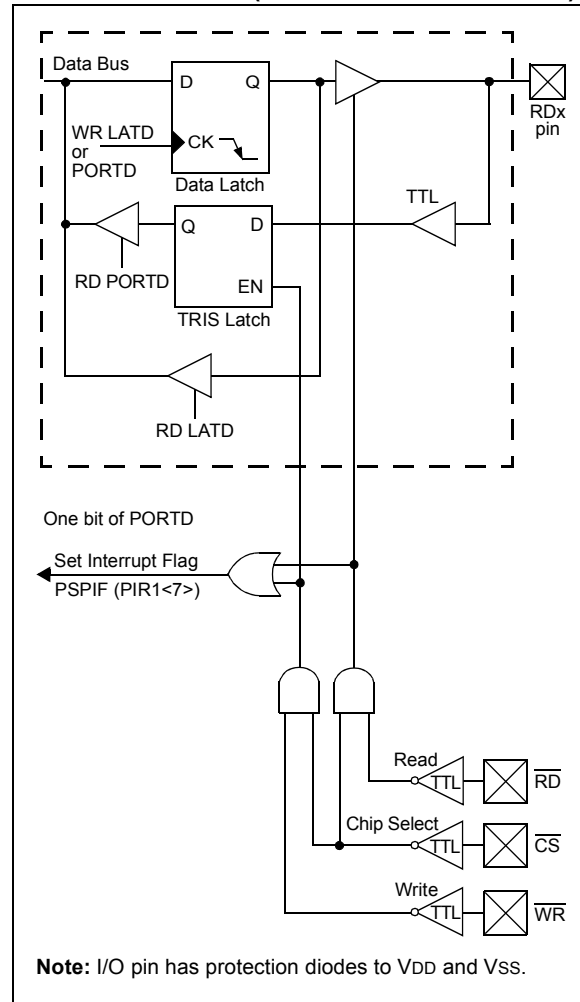 Data Bus
D Q
RDx
pin
WR LATD
or
PORTD
CK
Data Latch
TTL
Q D
RD PORTD
EN
TRIS Latch
RD LATD
One bit of PORTD
Set Interrupt Flag
PSPIF (PIR1<7>)
Read
TTL
RD
Chip Select
TTL
CS
Write
TTL
WR
Note: I/O pin has protection diodes to VDD and VSS.